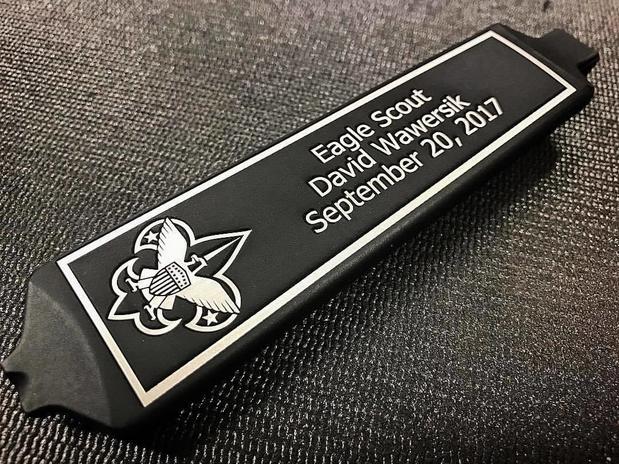 Eagle Scout
David Wawersik
September 20, 2017